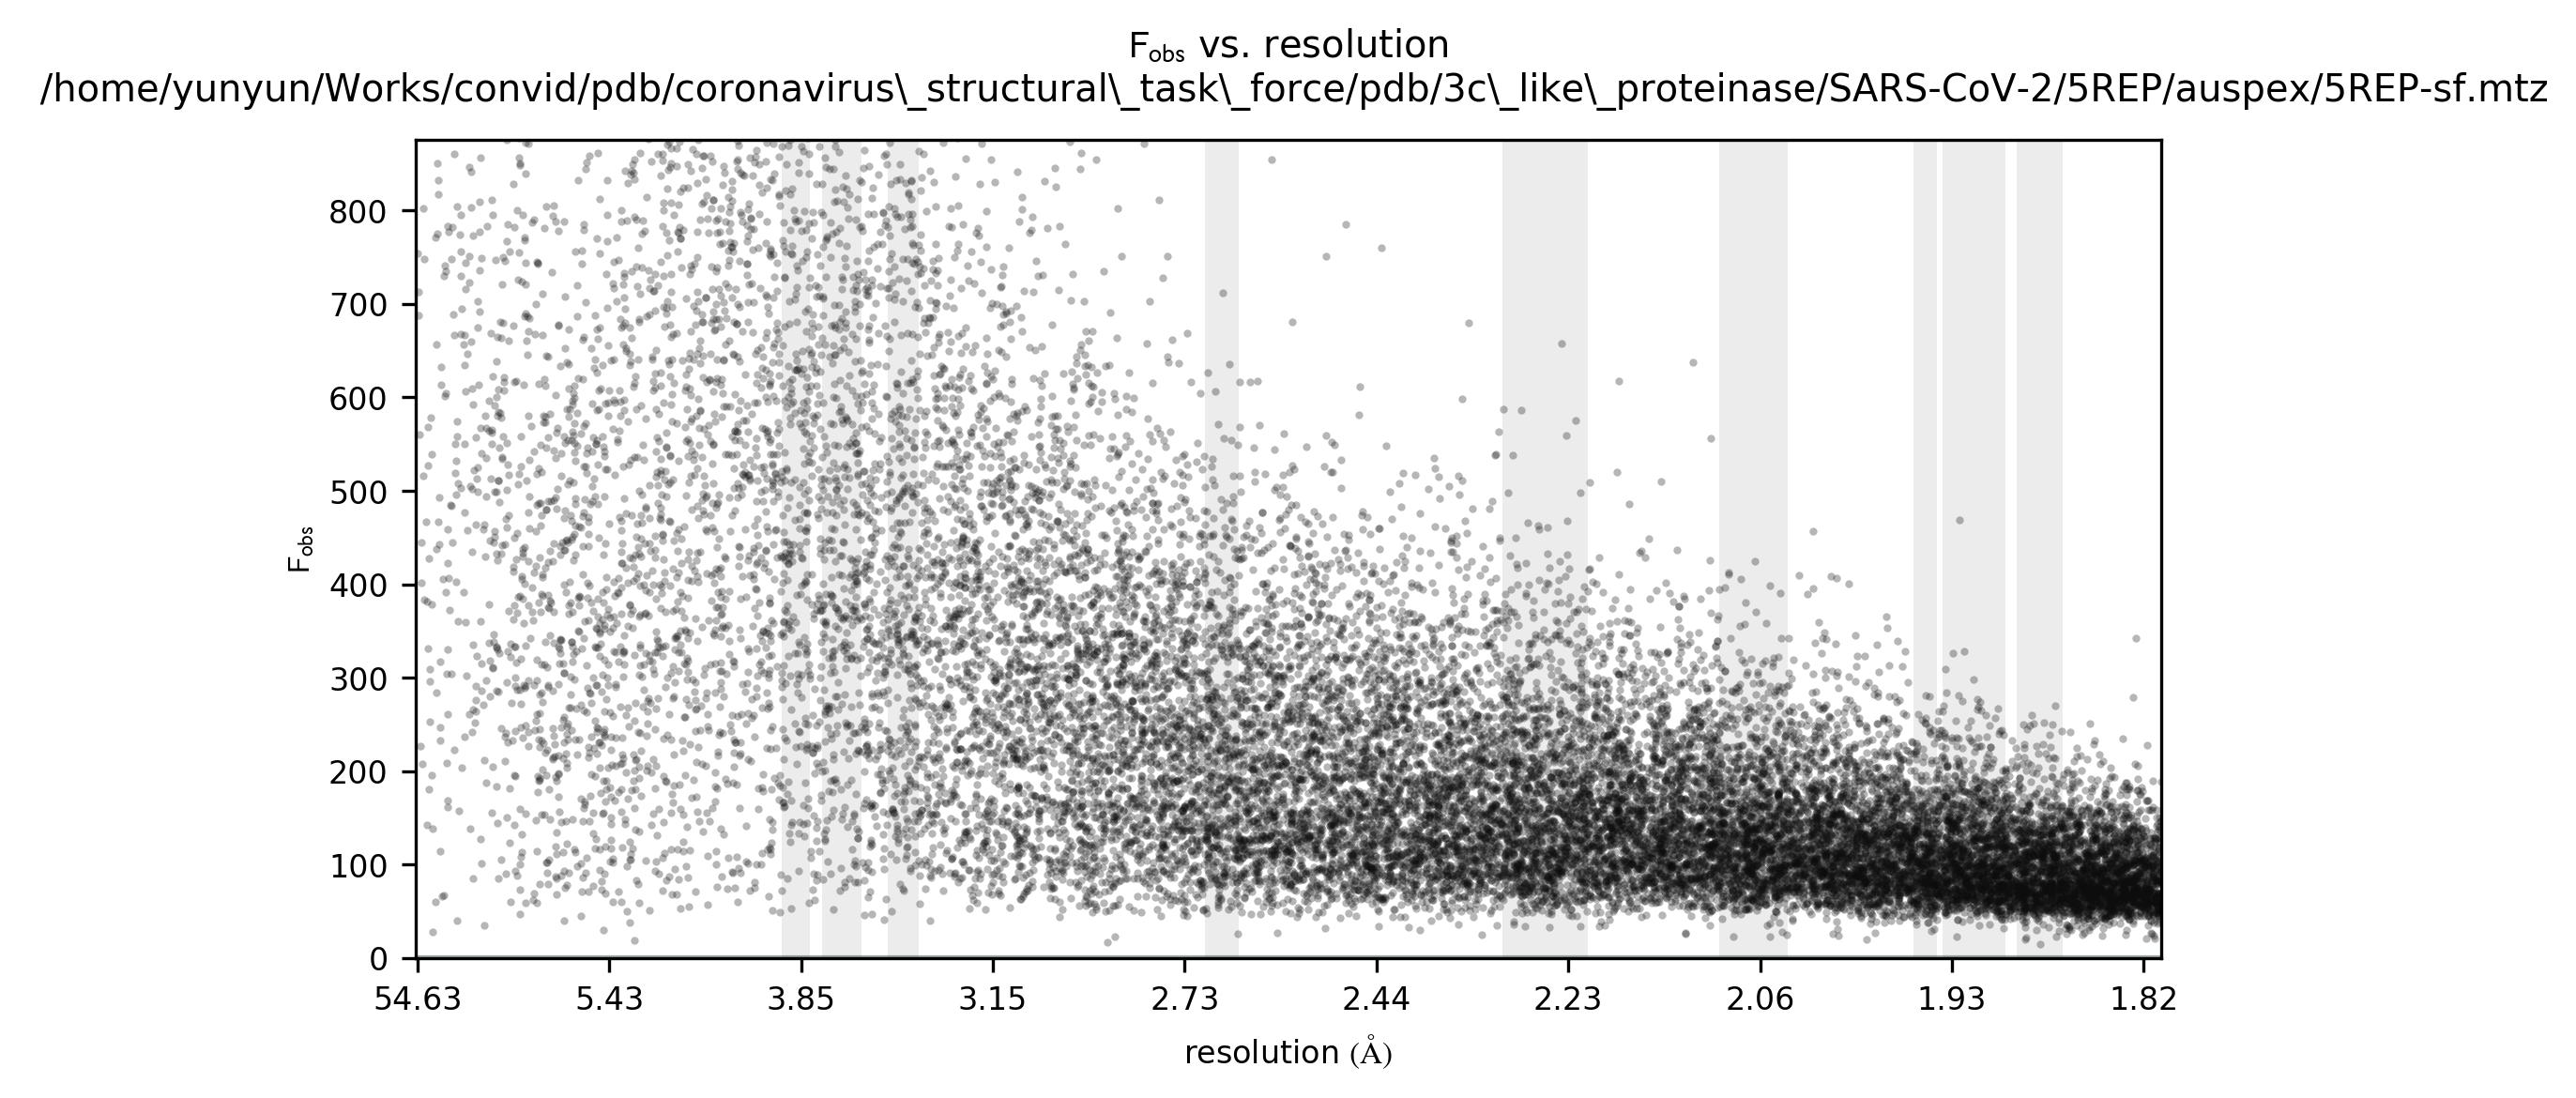 F_obs vs. resolution
/home/yunyun/Works/convid/pdb/coronavirus\_structural\_task\_force/pdb/3c\_like\_proteinase/SARS-CoV-2/5REP/auspex/5REP-sf.mtz
F_obs
800
700
600
500
400
300
200
100
0
54.63 5.43 3.85 3.15 2.73 2.44 2.23 2.06 1.93 1.82
resolution (Å)